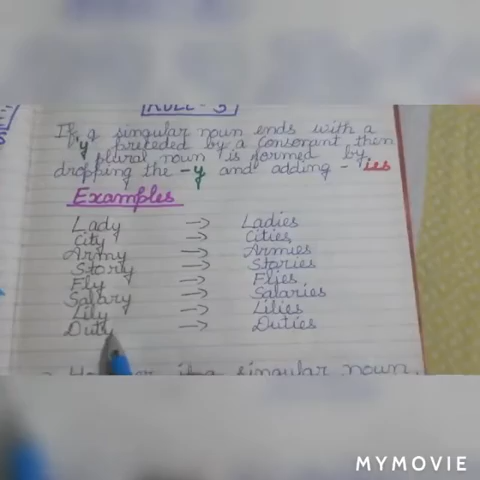 RULE-3
If a singular noun ends with a
'y' preceded by a consonant then
plural noun is formed by
dropping the -y and adding - ies
Examples
Lady → Ladies
City → Cities
Army → Armies
Story → Stories
Fly → Flies
Salary → Salaries
Lily → Lilies
Duty → Duties
singular noun
MYMOVIE